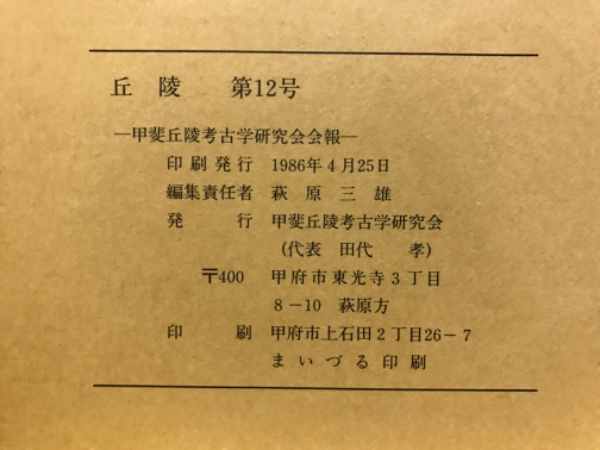 丘陵 第12号
―甲斐丘陵考古学研究会会報―
印刷発行 1986年4月25日
編集責任者 萩原三雄
発行 甲斐丘陵考古学研究会
(代表 田代 孝)
〒400 甲府市東光寺3丁目
8-10 萩原方
印刷 甲府市上石田2丁目26-7
まいづる印刷